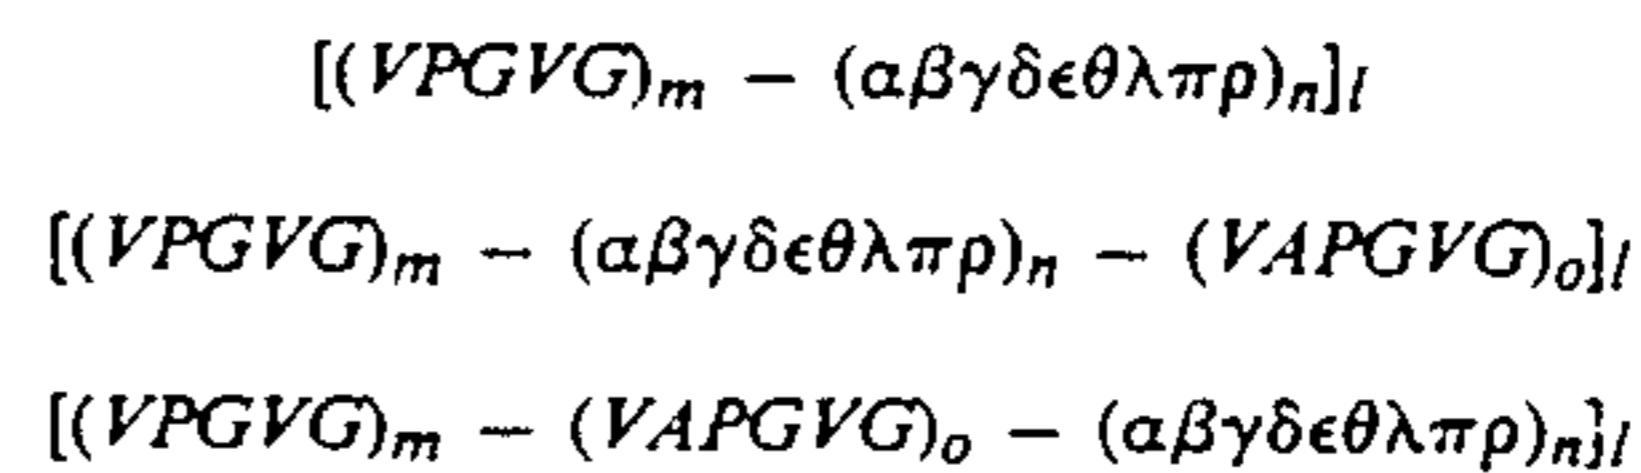 [(VPGVG)ₘ − (αβγδϵθλπρ)ₙ]ₗ
[(VPGVG)ₘ − (αβγδϵθλπρ)ₙ − (VAPGVG)ₒ]ₗ
[(VPGVG)ₘ − (VAPGVG)ₒ − (αβγδϵθλπρ)ₙ]ₗ